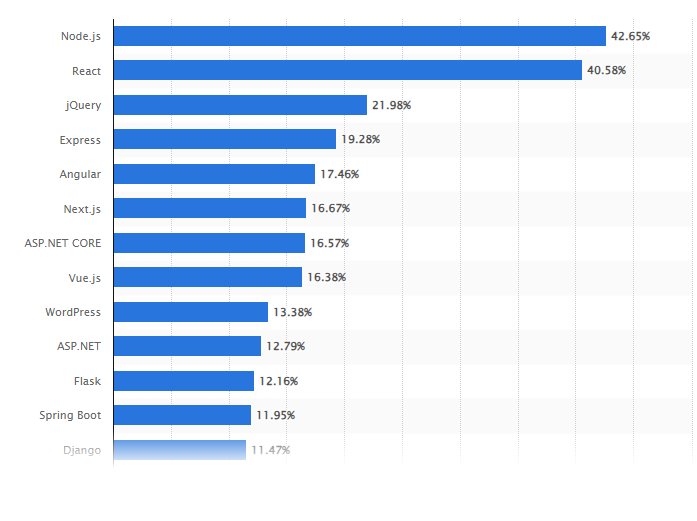 Node.js 42.65%
React 40.58%
jQuery 21.98%
Express 19.28%
Angular 17.46%
Next.js 16.67%
ASP.NET CORE 16.57%
Vue.js 16.38%
WordPress 13.38%
ASP.NET 12.79%
Flask 12.16%
Spring Boot 11.95%
Django 11.47%